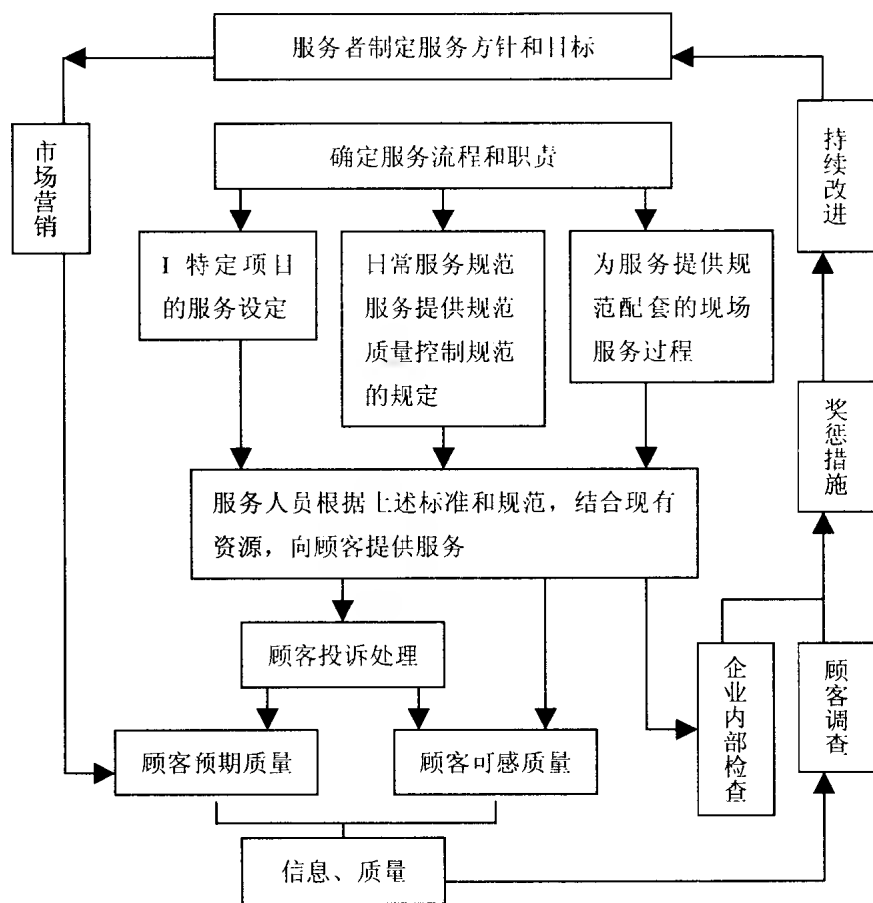 服务者制定服务方针和目标
市场营销
持续改进
确定服务流程和职责
I 特定项目
的服务设定
日常服务规范
服务提供规范
质量控制规范
的规定
为服务提供规
范配套的现场
服务过程
奖惩措施
服务人员根据上述标准和规范，结合现有
资源，向顾客提供服务
顾客投诉处理
企业内部检查
顾客调查
顾客预期质量
顾客可感质量
信息、质量